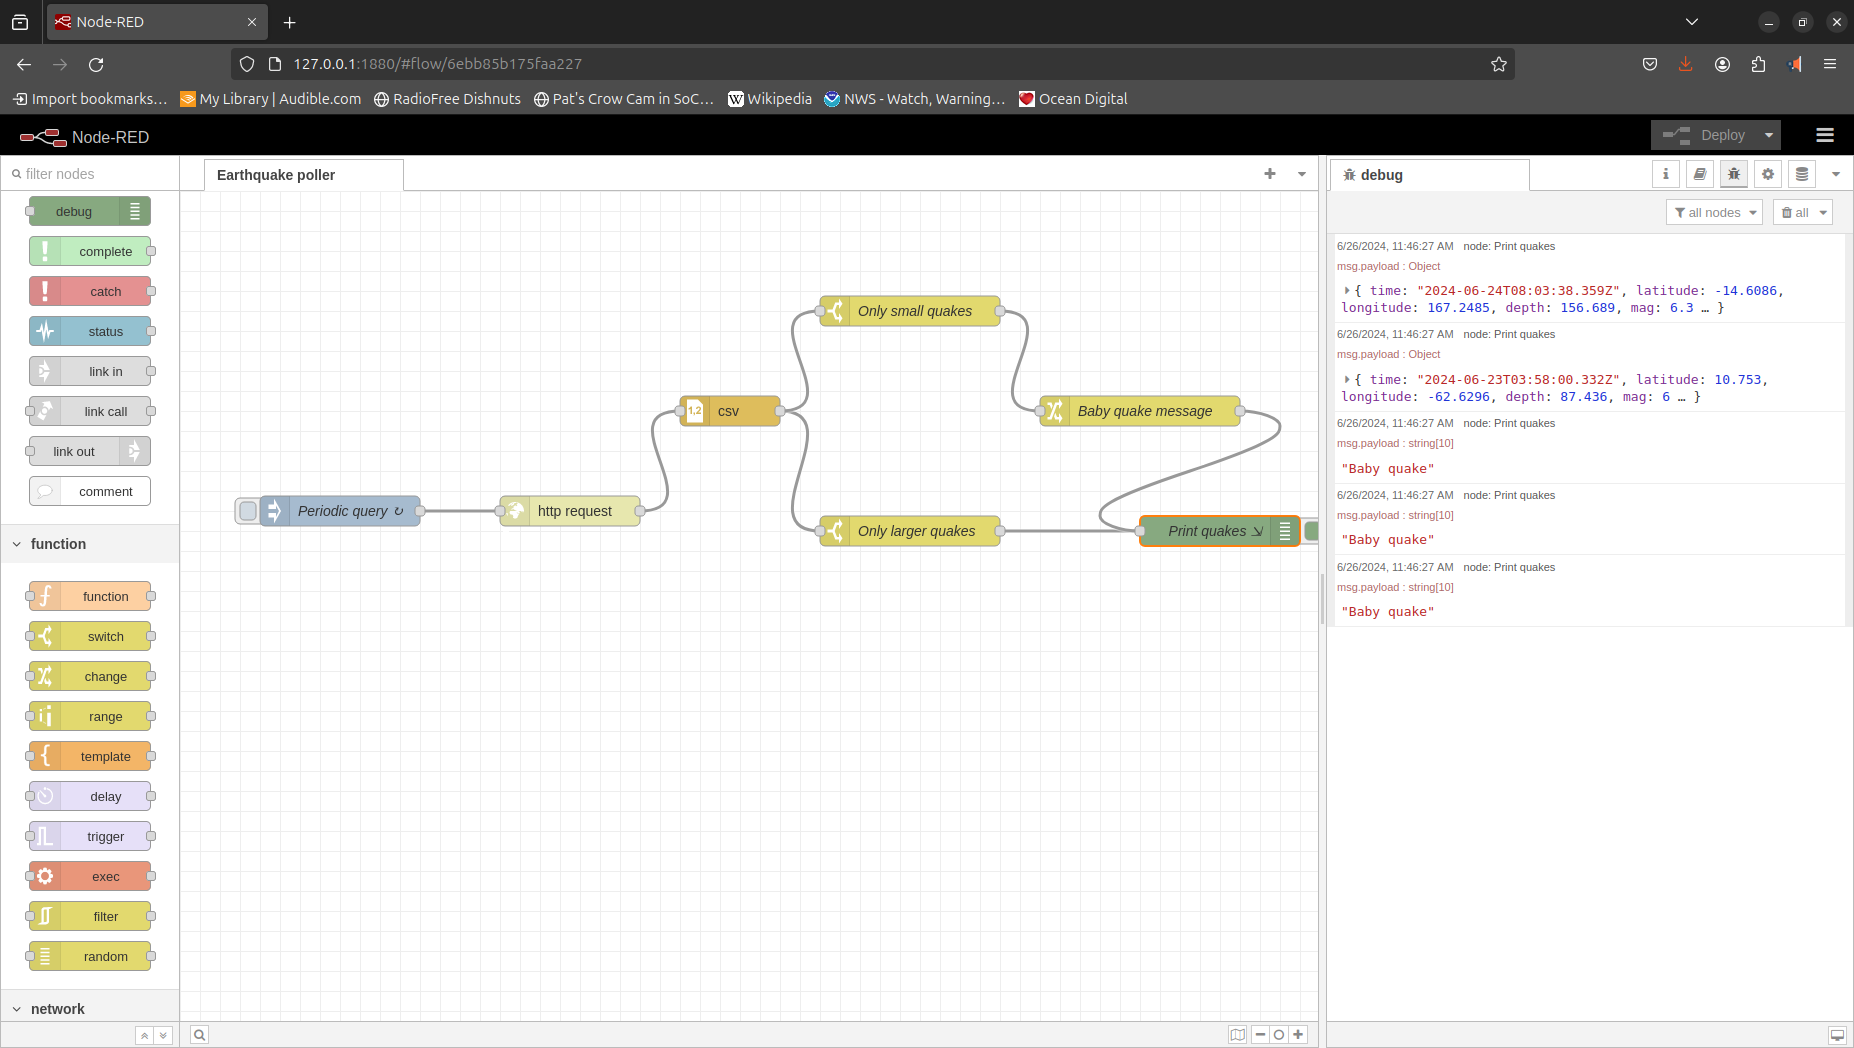 Node-RED
127.0.0.1:1880/#flow/6ebb85b175faa227
Import bookmarks…
My Library | Audible.com
RadioFree Dishnuts
Pat's Crow Cam in SoC…
Wikipedia
NWS - Watch, Warning…
Ocean Digital
Node-RED
Deploy
filter nodes
debug
complete
catch
status
link in
link call
link out
comment
function
function
switch
change
range
template
delay
trigger
exec
filter
random
network
Earthquake poller
Periodic query ↻
http request
1,2 csv
Only small quakes
Only larger quakes
Baby quake message
Print quakes ⇲
debug
all nodes
all
6/26/2024, 11:46:27 AM node: Print quakes
msg.payload : Object
{ time: "2024-06-24T08:03:38.359Z", latitude: -14.6086,
longitude: 167.2485, depth: 156.689, mag: 6.3 … }
6/26/2024, 11:46:27 AM node: Print quakes
msg.payload : Object
{ time: "2024-06-23T03:58:00.332Z", latitude: 10.753,
longitude: -62.6296, depth: 87.436, mag: 6 … }
6/26/2024, 11:46:27 AM node: Print quakes
msg.payload : string[10]
"Baby quake"
6/26/2024, 11:46:27 AM node: Print quakes
msg.payload : string[10]
"Baby quake"
6/26/2024, 11:46:27 AM node: Print quakes
msg.payload : string[10]
"Baby quake"